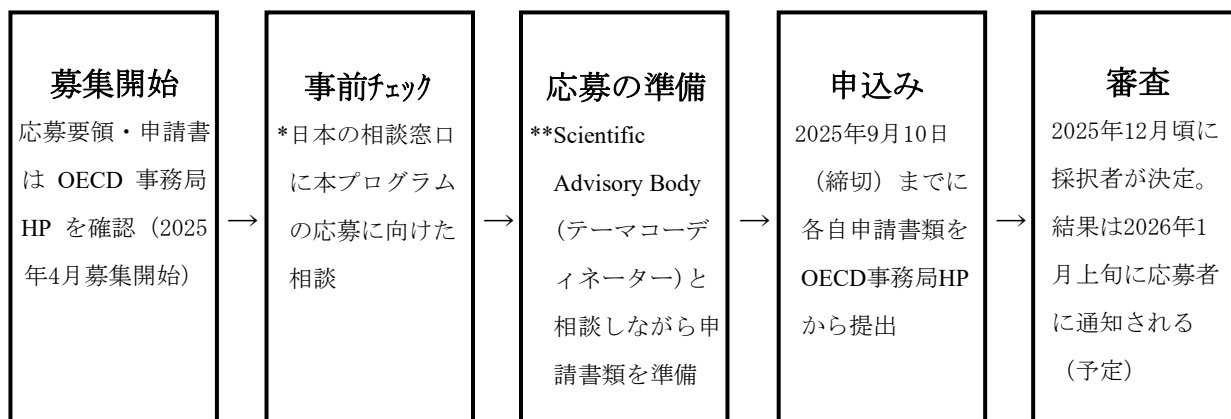 募集開始
応募要領・申請書
は OECD 事務局
HP を確認（2025
年4月募集開始）
→
事前チェック
*日本の相談窓口
に本プログラム
の応募に向けた
相談
→
応募の準備
**Scientific
Advisory Body
（テーマコーデ
ィネーター）と
相談しながら申
請書類を準備
→
申込み
2025年9月10日
（締切）までに
各自申請書類を
OECD事務局HP
から提出
→
審査
2025年12月頃に
採択者が決定。
結果は2026年1
月上旬に応募者
に通知される
（予定）